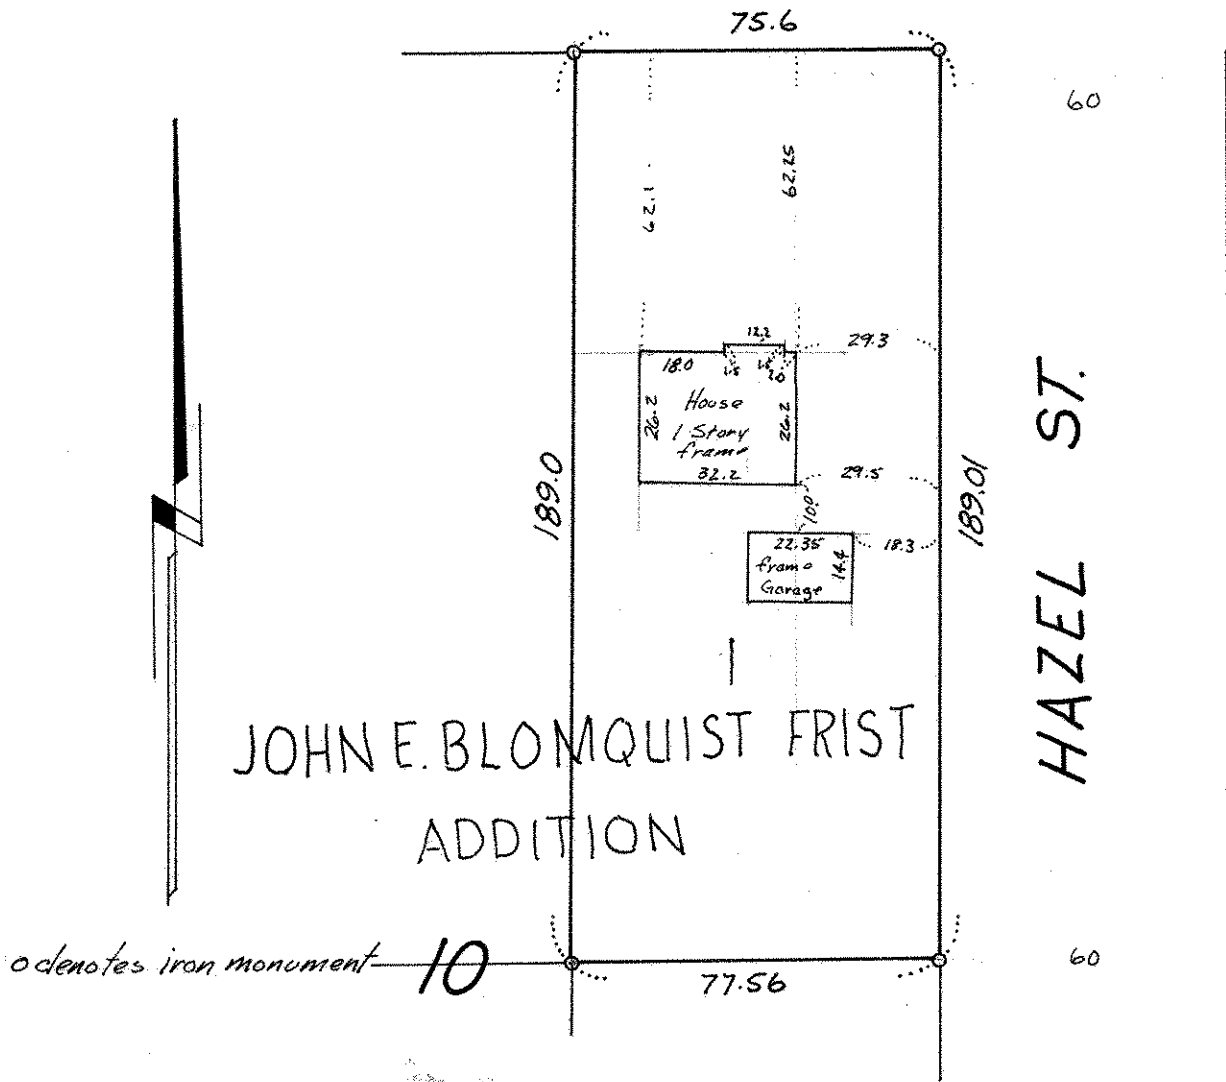 75.6
60
62.1
62.25
12.2
29.3
18.0
1.5
1.5
2.0
House
1 Story
frame
26.2
26.2
32.2
29.5
189.0
189.01
HAZEL ST.
10.0
22.35
18.3
frame
Garage
14.4
1
JOHN E. BLOMQUIST FRIST
ADDITION
o denotes iron monument
10
77.56
60